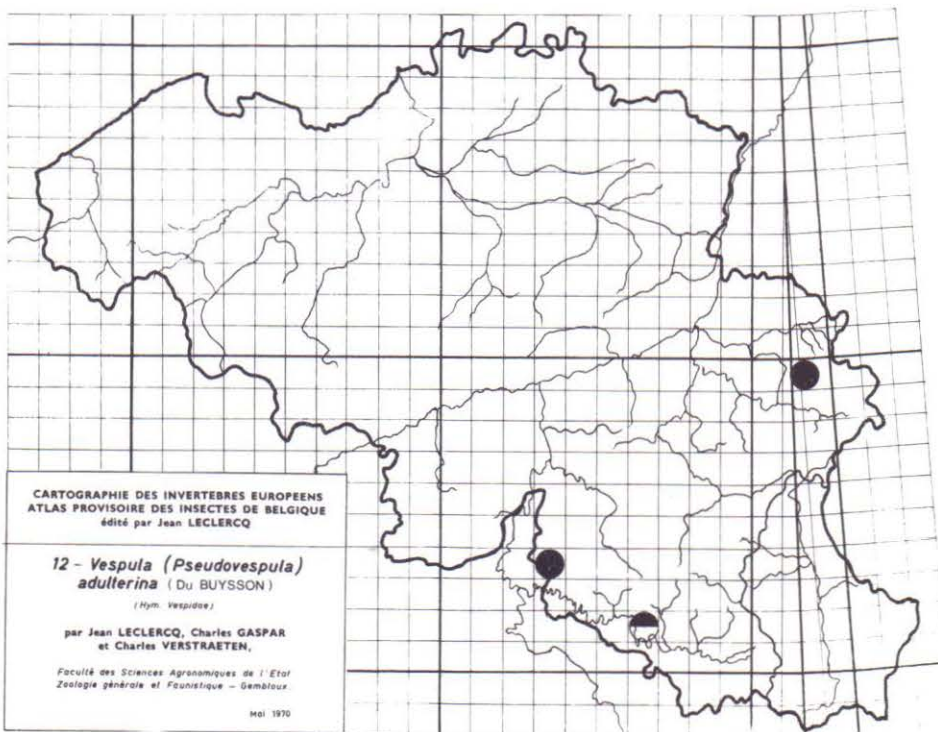 CARTOGRAPHIE DES INVERTEBRES EUROPEENS
ATLAS PROVISOIRE DES INSECTES DE BELGIQUE
édité par Jean LECLERCQ
12 - Vespula (Pseudovespula)
adulterina (Du BUYSSON)
(Hym. Vespidae)
par Jean LECLERCQ, Charles GASPAR
et Charles VERSTRAETEN,
Faculté des Sciences Agronomiques de l'Etat
Zoologie générale et Faunistique - Gembloux.
Mai 1970